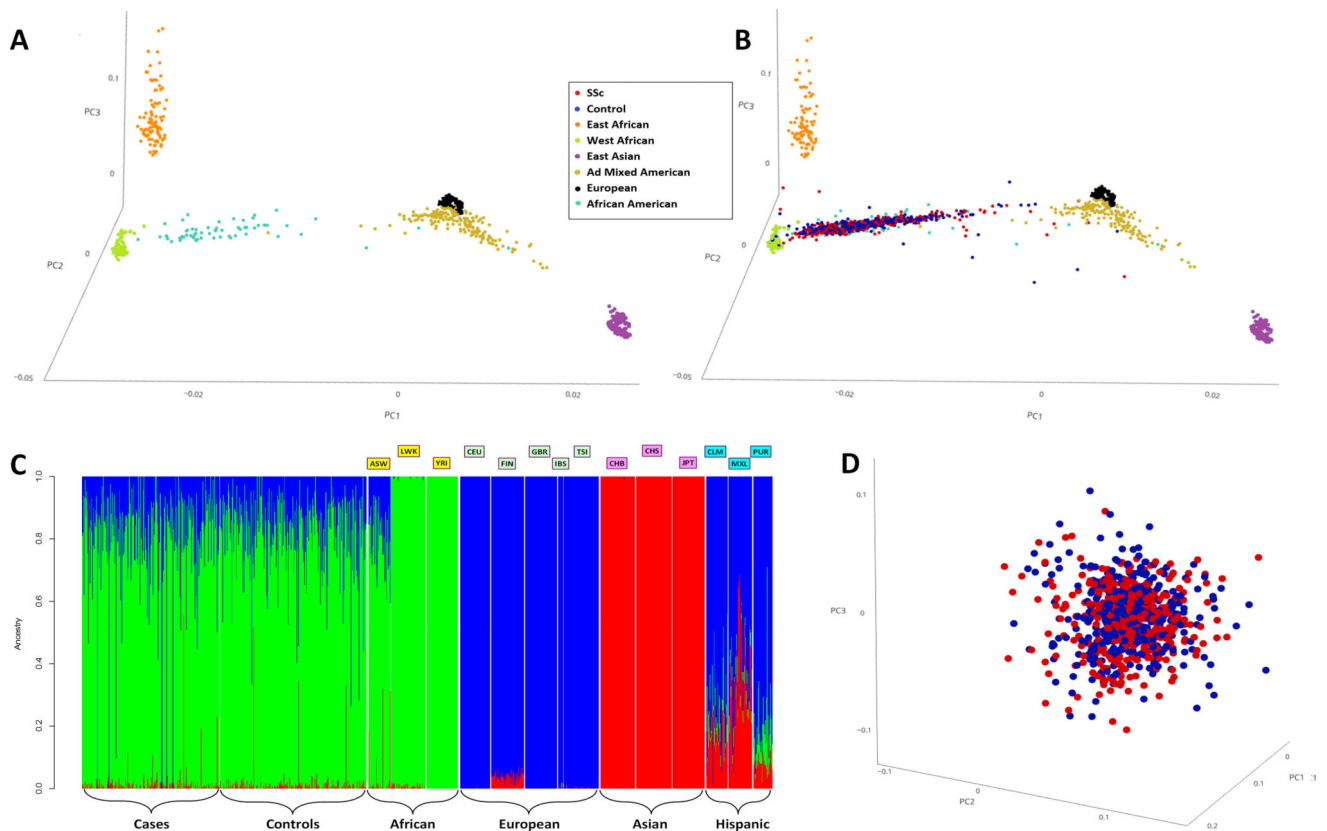 A
B
0.1
PC3
0
0
PC2
−0.05
−0.02
0
0.02
PC1
SSc
Control
East African
West African
East Asian
Ad Mixed American
European
African American
0.1
PC3
0
0
PC2
−0.05
−0.02
0
0.02
PC1
C
ASW
LWK
YRI
CEU
FIN
GBR
IBS
TSI
CHB
CHS
JPT
CLM
MXL
PUR
1.0
0.8
0.6
0.4
0.2
0.0
Ancestry
Cases
Controls
African
European
Asian
Hispanic
D
0.1
PC3
0
−0.1
−0.1
0
PC2
0.1
0.2
0.1
0
PC1